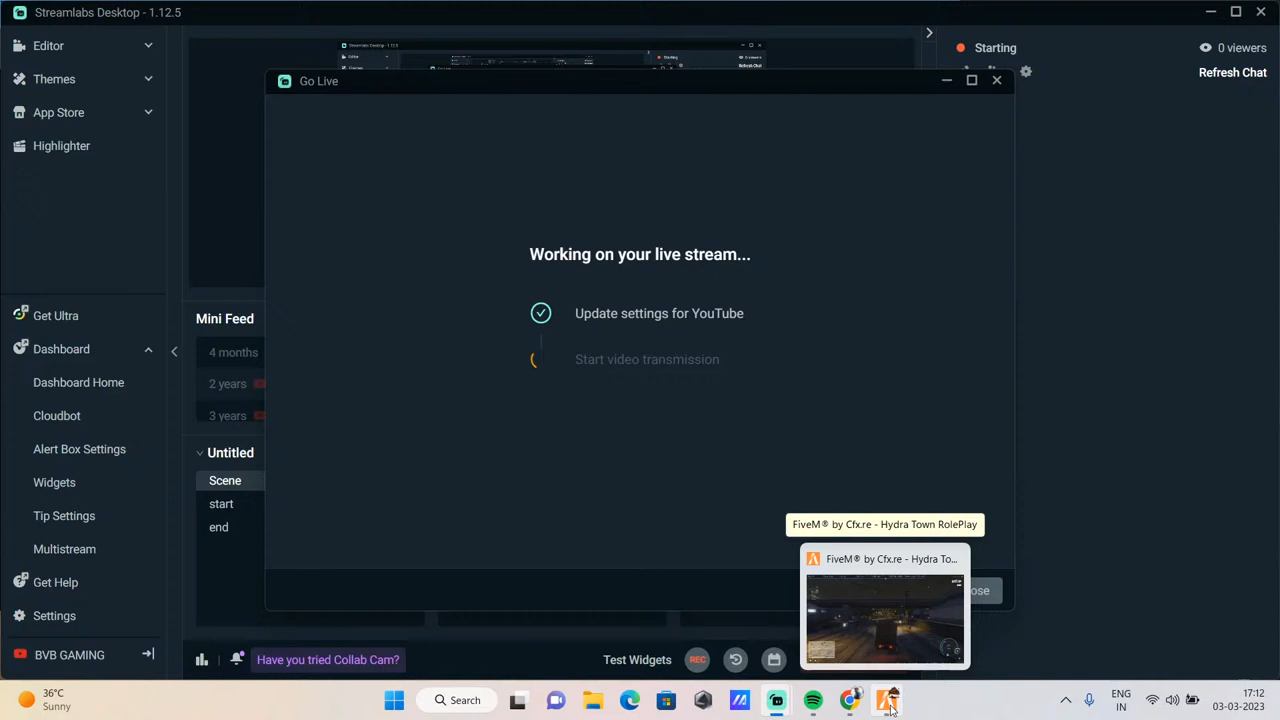 Streamlabs Desktop - 1.12.5
Editor
Themes
App Store
Highlighter
Starting
0 viewers
Refresh Chat
Go Live
Working on your live stream...
Update settings for YouTube
Start video transmission
Get Ultra
Dashboard
Dashboard Home
Cloudbot
Alert Box Settings
Widgets
Tip Settings
Multistream
Get Help
Settings
BVB GAMING
Mini Feed
4 months
2 years
3 years
Untitled
Scene
start
end
FiveM® by Cfx.re - Hydra Town RolePlay
FiveM® by Cfx.re - Hydra To...
ose
Have you tried Collab Cam?
Test Widgets
REC
36°C
Sunny
Search
ENG
IN
17:12
03-03-2023